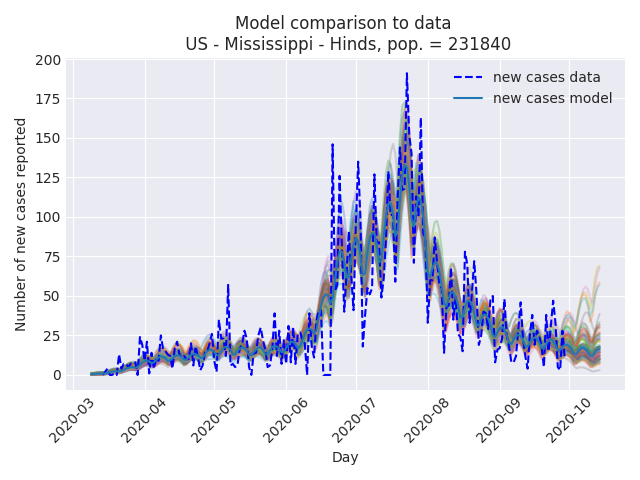 Model comparison to data
US - Mississippi - Hinds, pop. = 231840
new cases data
new cases model
Number of new cases reported
200
175
150
125
100
75
50
25
0
2020-03
2020-04
2020-05
2020-06
2020-07
2020-08
2020-09
2020-10
Day